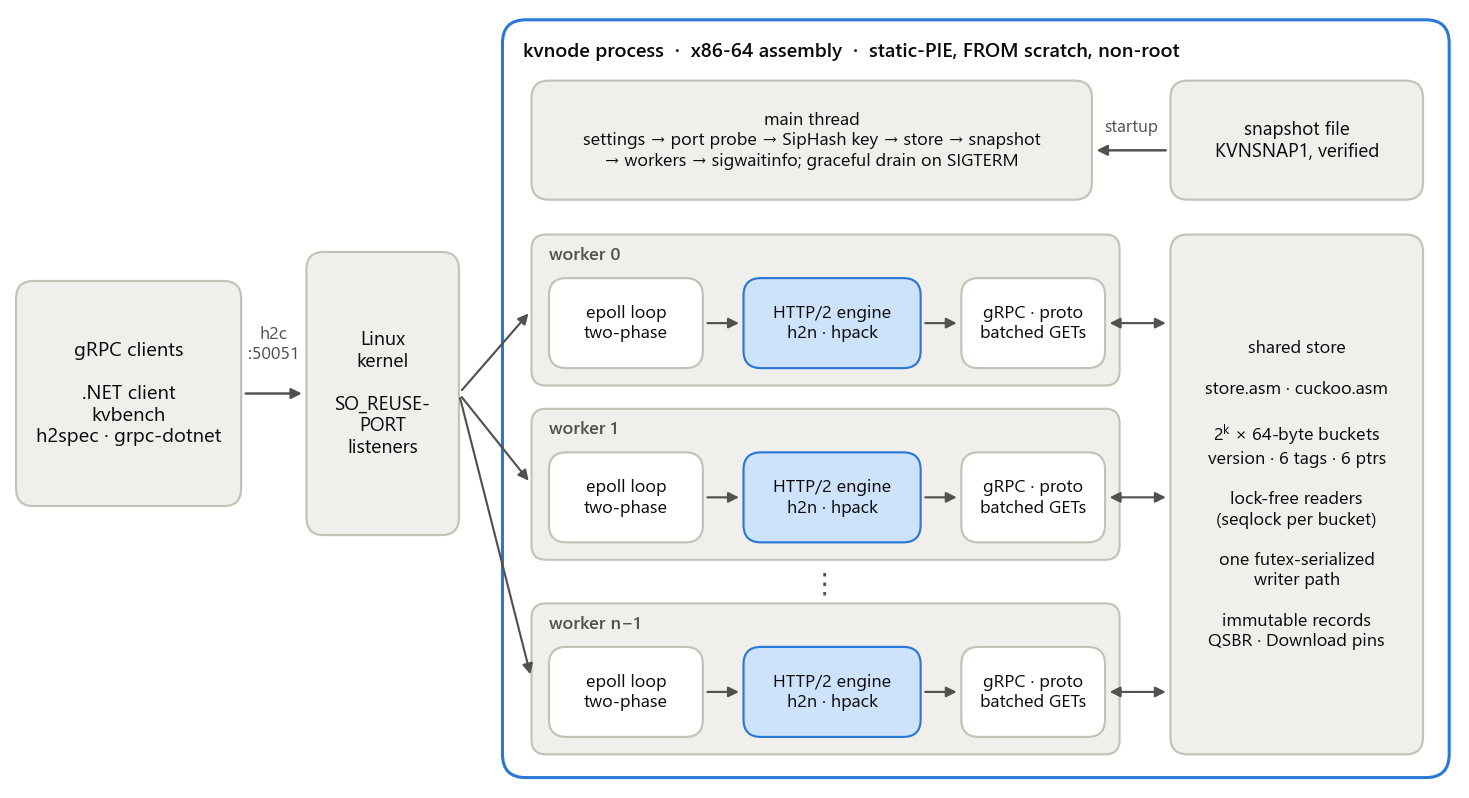 kvnode process · x86-64 assembly · static-PIE, FROM scratch, non-root
main thread
settings → port probe → SipHash key → store → snapshot
→ workers → sigwaitinfo; graceful drain on SIGTERM
startup
snapshot file
KVNSNAP1, verified
gRPC clients
.NET client
kvbench
h2spec · grpc-dotnet
h2c
:50051
Linux
kernel
SO_REUSE-
PORT
listeners
worker 0
epoll loop
two-phase
HTTP/2 engine
h2n · hpack
gRPC · proto
batched GETs
worker 1
epoll loop
two-phase
HTTP/2 engine
h2n · hpack
gRPC · proto
batched GETs
⋮
worker n−1
epoll loop
two-phase
HTTP/2 engine
h2n · hpack
gRPC · proto
batched GETs
shared store
store.asm · cuckoo.asm
2ᵏ × 64-byte buckets
version · 6 tags · 6 ptrs
lock-free readers
(seqlock per bucket)
one futex-serialized
writer path
immutable records
QSBR · Download pins